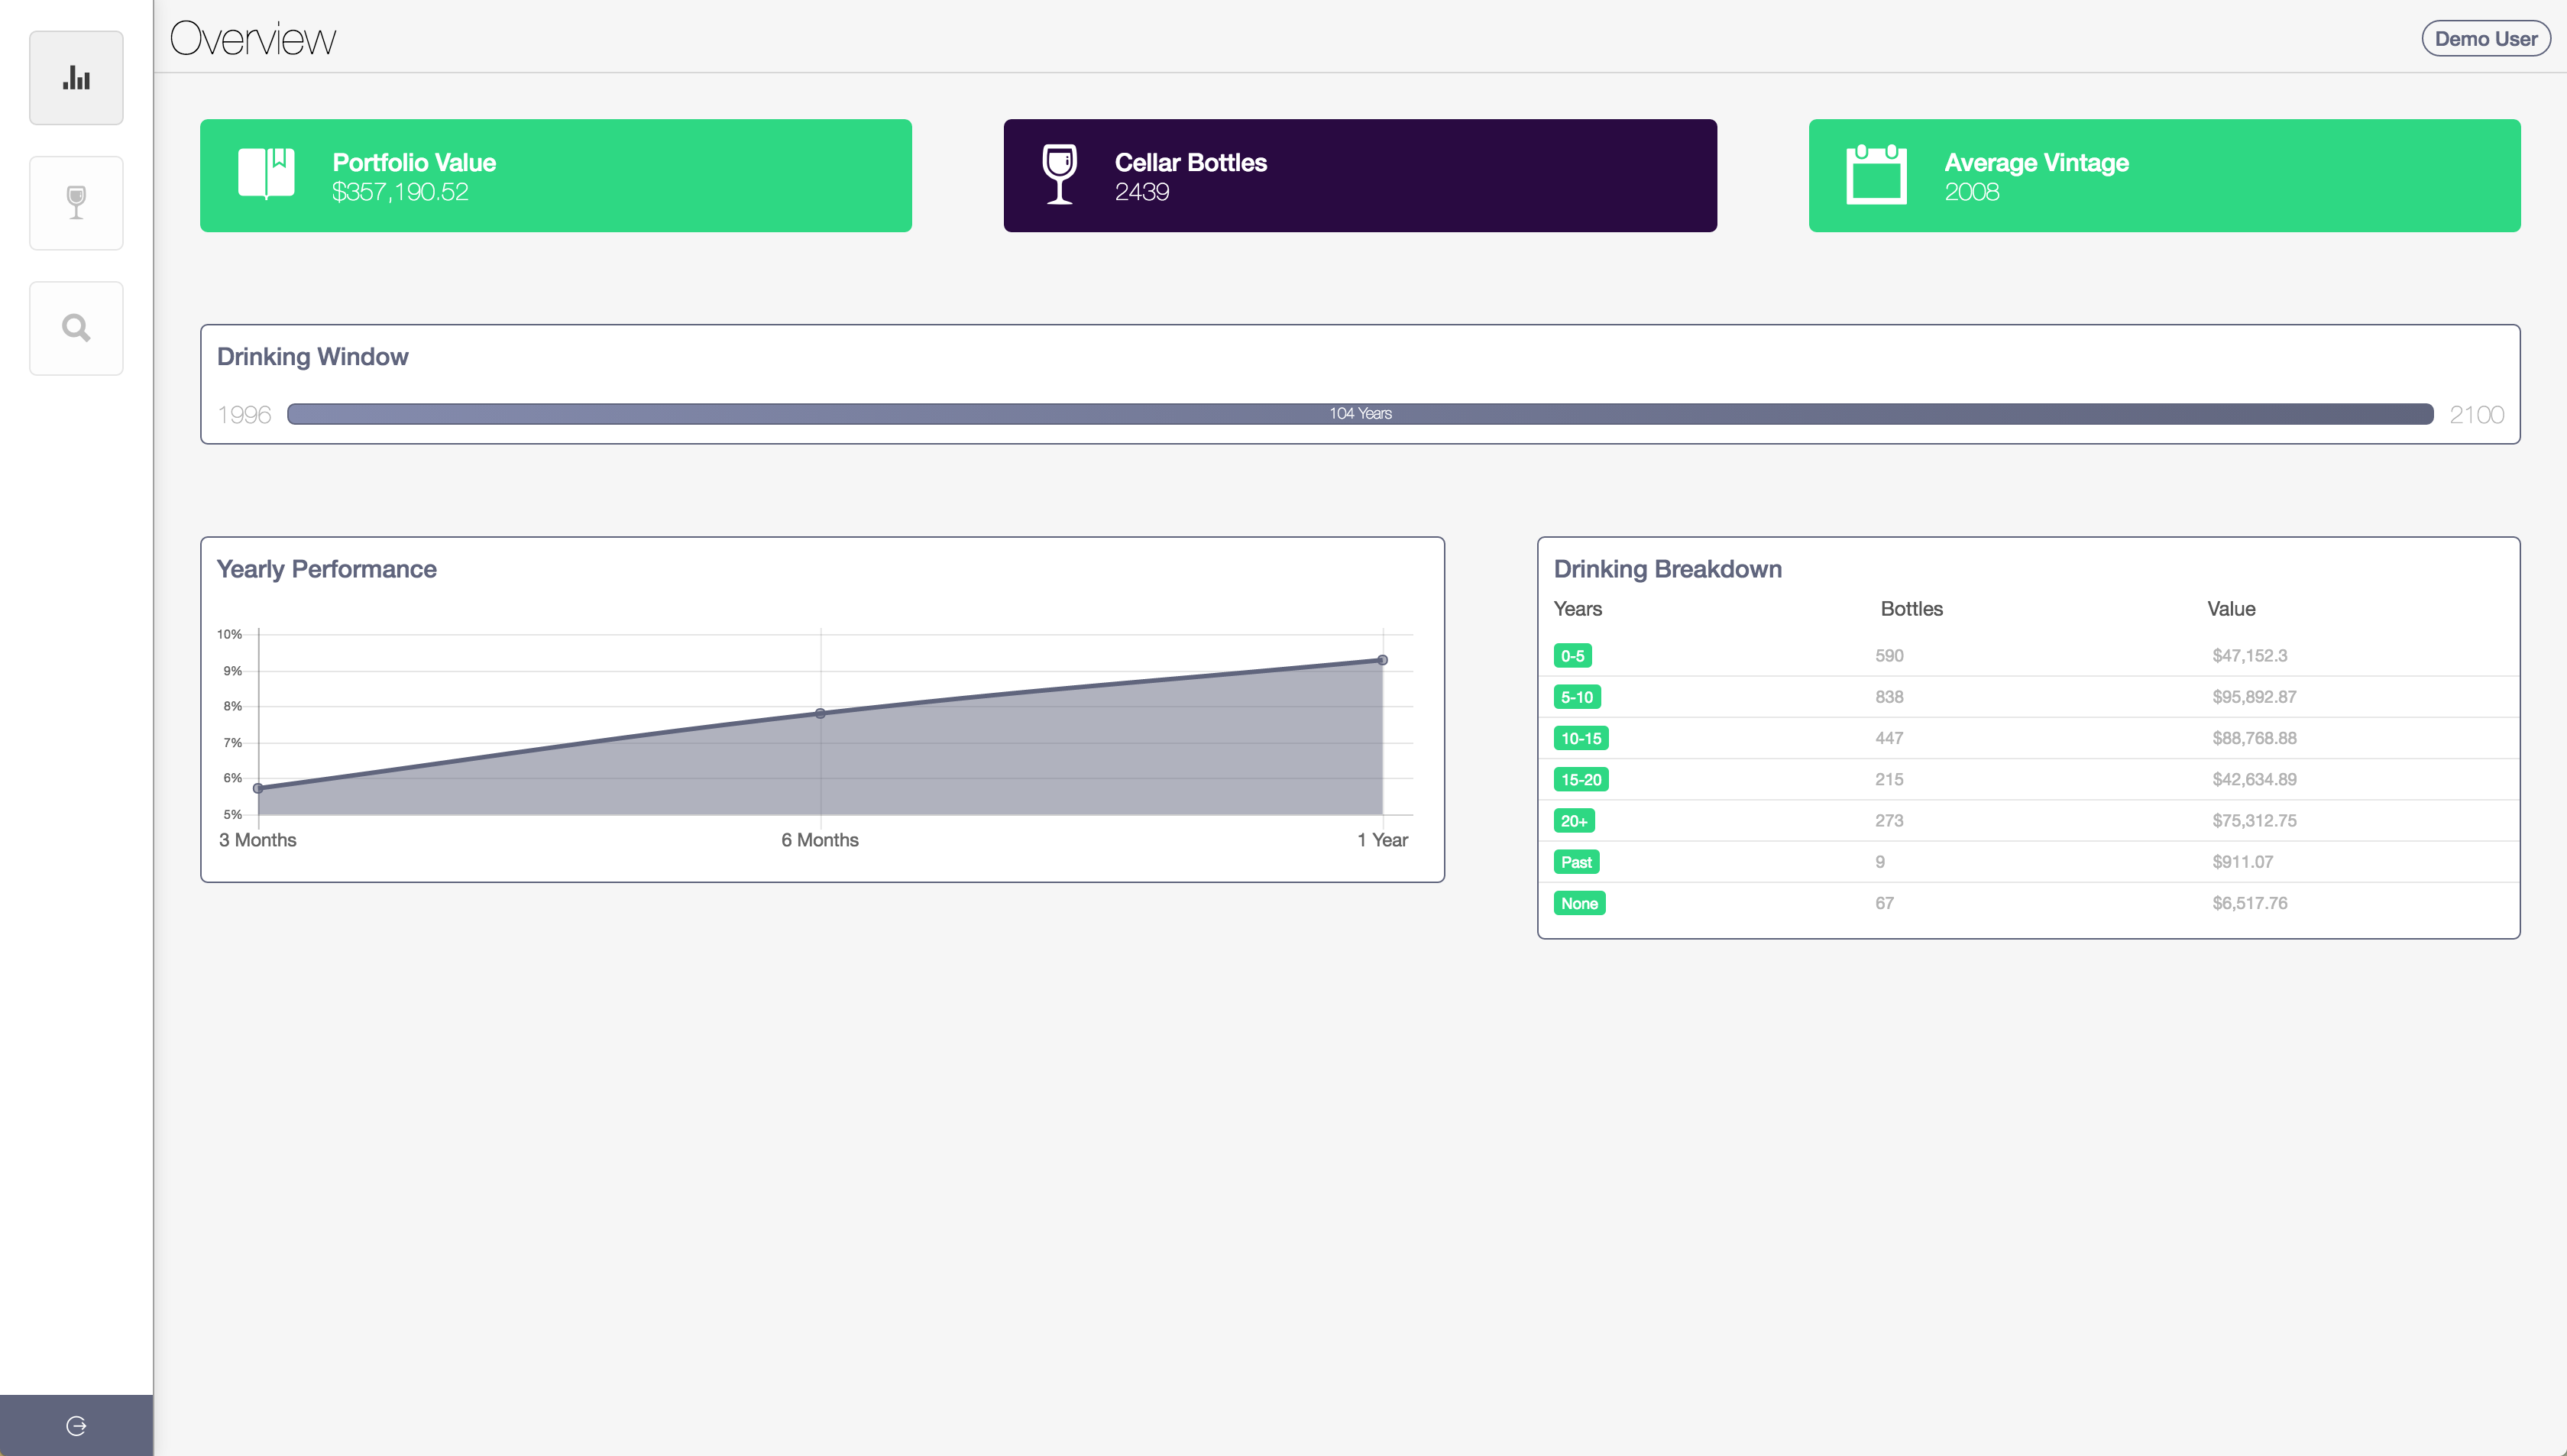 Overview
Demo User
Portfolio Value
$357,190.52
Cellar Bottles
2439
Average Vintage
2008
Drinking Window
1996 104 Years 2100
Yearly Performance
10%
9%
8%
7%
6%
5%
3 Months 6 Months 1 Year
Drinking Breakdown
Years Bottles Value
0-5 590 $47,152.3
5-10 838 $95,892.87
10-15 447 $88,768.88
15-20 215 $42,634.89
20+ 273 $75,312.75
Past 9 $911.07
None 67 $6,517.76